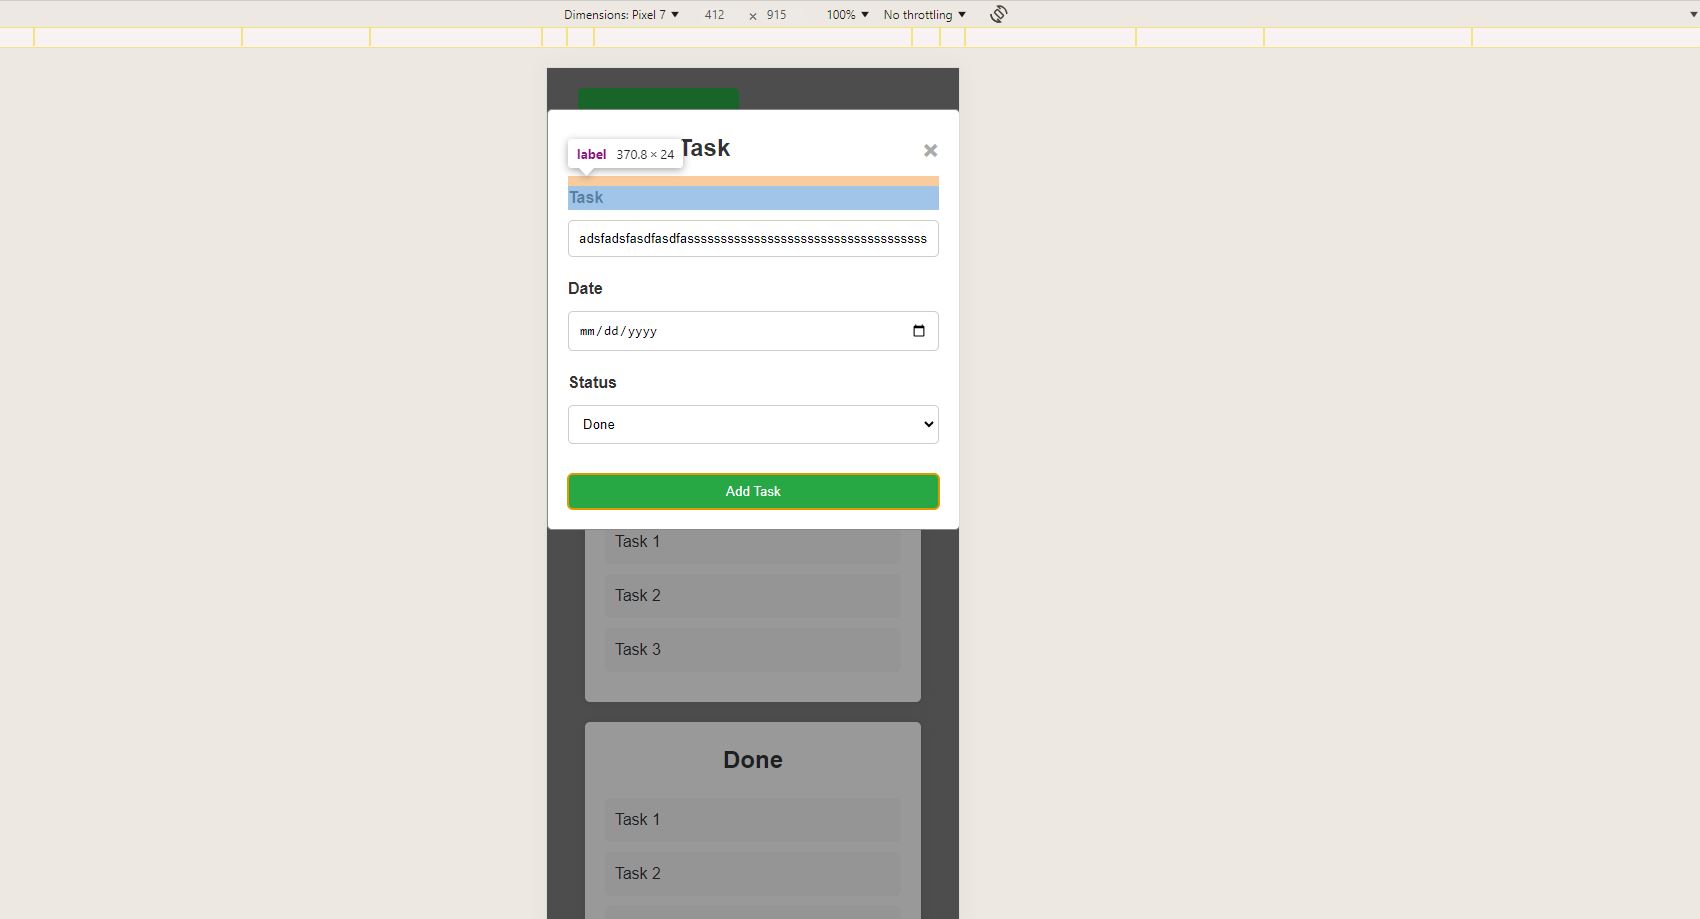 Dimensions: Pixel 7 412 × 915 100% No throttling
Task
label 370.8 × 24
Task
Date
mm/dd/yyyy
Status
Done
Add Task
Task 1
Task 2
Task 3
Done
Task 1
Task 2